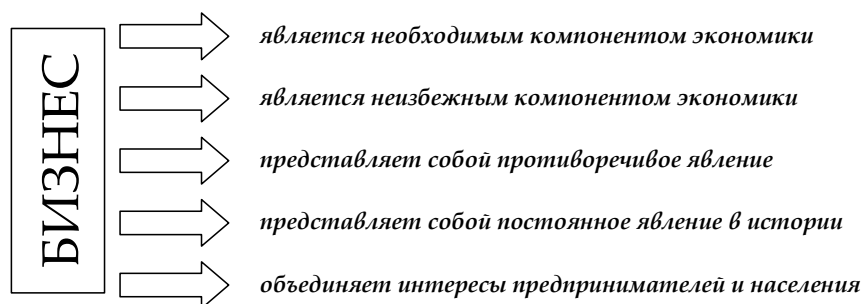 БИЗНЕС
является необходимым компонентом экономики
является неизбежным компонентом экономики
представляет собой противоречивое явление
представляет собой постоянное явление в истории
объединяет интересы предпринимателей и населения